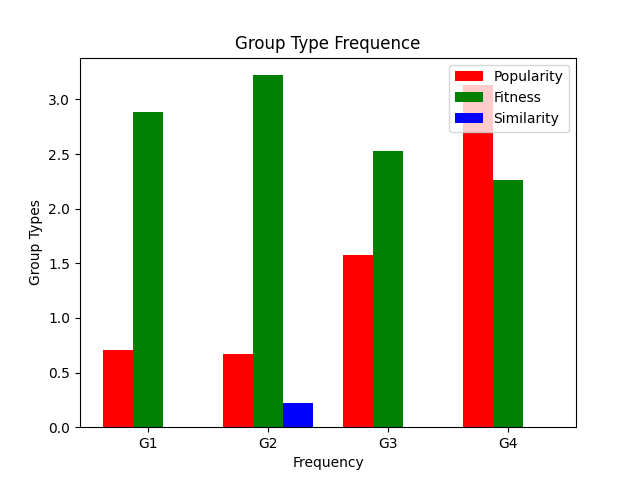 Group Type Frequence
Popularity
Fitness
Similarity
Group Types
3.0
2.5
2.0
1.5
1.0
0.5
0.0
G1 G2 G3 G4
Frequency